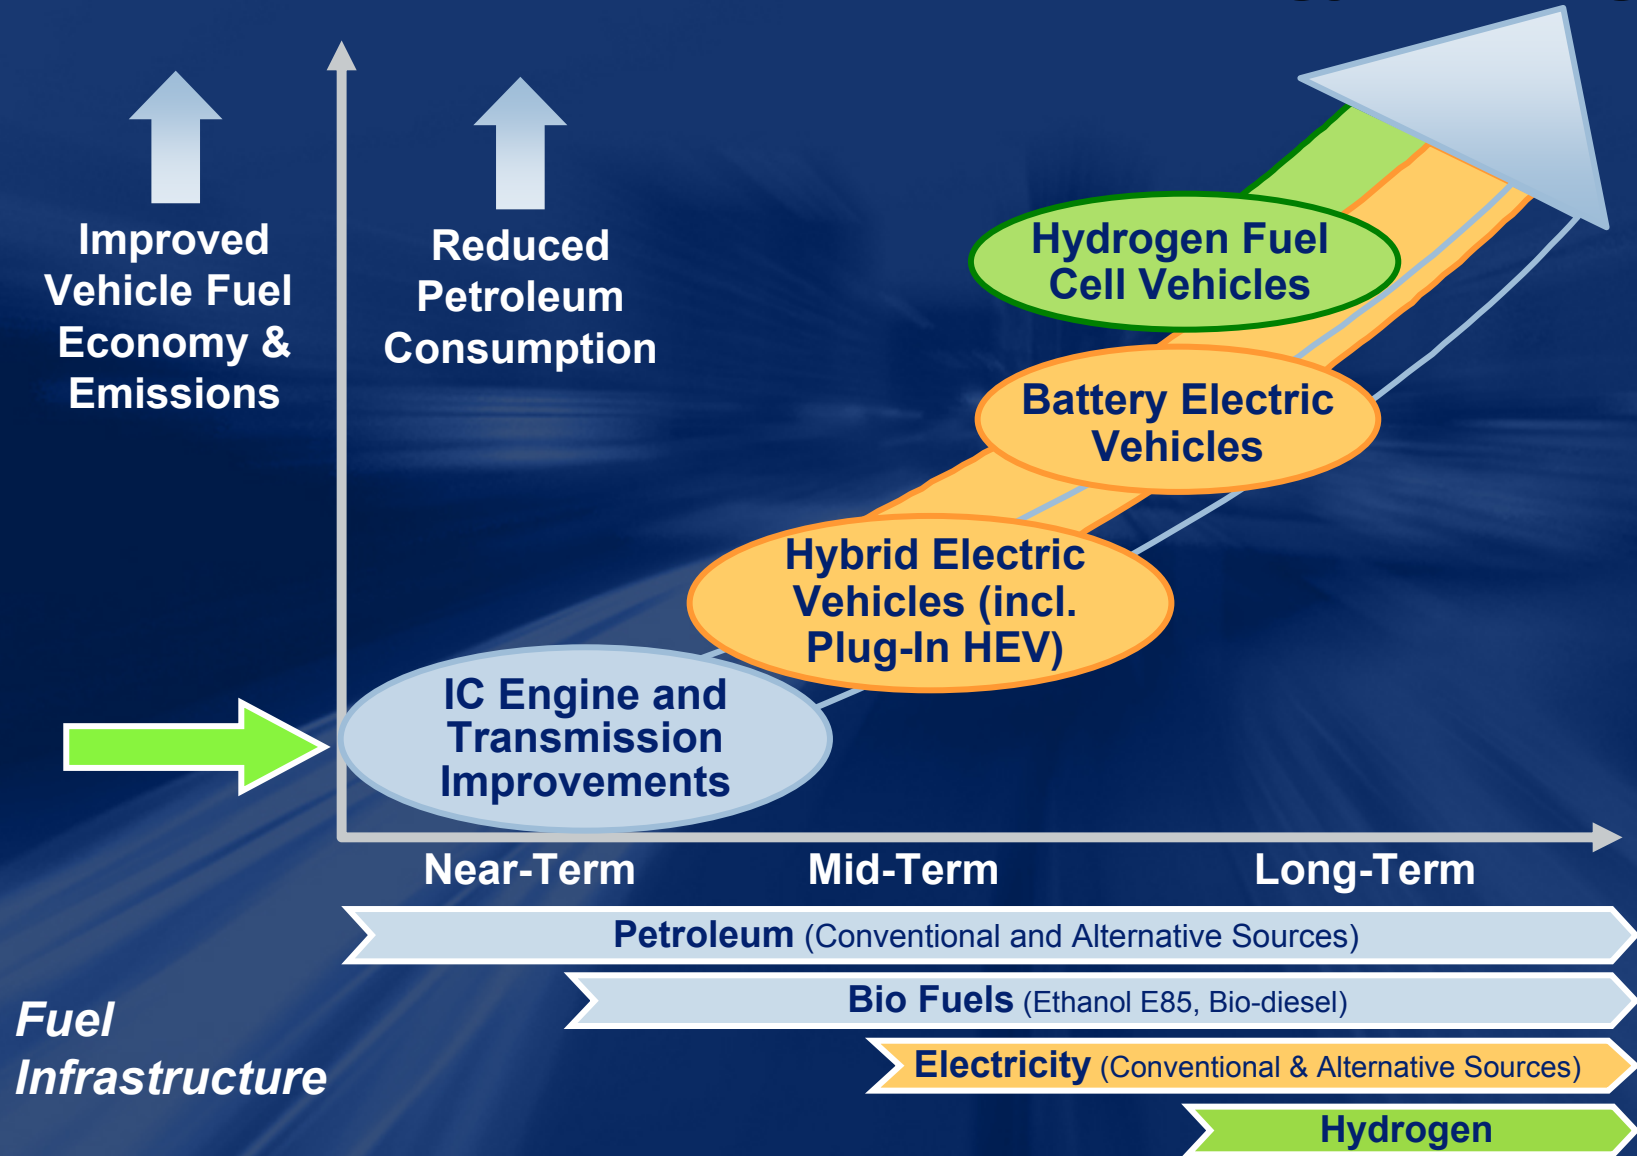 Improved
Vehicle Fuel
Economy &
Emissions
Reduced
Petroleum
Consumption
Hydrogen Fuel
Cell Vehicles
Battery Electric
Vehicles
Hybrid Electric
Vehicles (incl.
Plug-In HEV)
IC Engine and
Transmission
Improvements
Near-Term
Mid-Term
Long-Term
Petroleum (Conventional and Alternative Sources)
Bio Fuels (Ethanol E85, Bio-diesel)
Fuel
Infrastructure
Electricity (Conventional & Alternative Sources)
Hydrogen